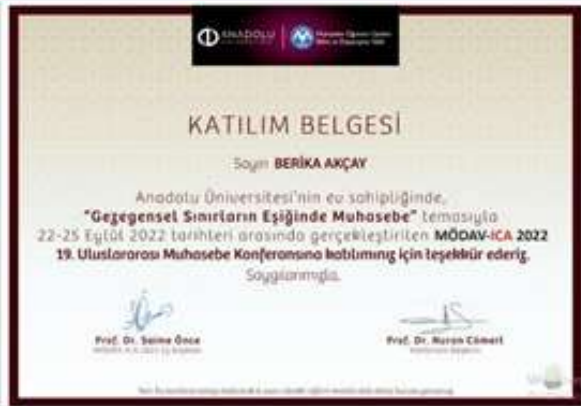 ANADOLU
KATILIM BELGESİ
Sayın BERİKA AKÇAY
Anadolu Üniversitesi'nin ev sahipliğinde,
"Gezegensel Sınırların Eşiğinde Muhasebe" temasıyla
22-25 Eylül 2022 tarihleri arasında gerçekleştirilen MÖDAV-ICA 2022
19. Uluslararası Muhasebe Konferansına katılımınız için teşekkür ederiz.
Saygılarımızla,
Prof. Dr. Saime Önce
Prof. Dr. Nuran Cömert